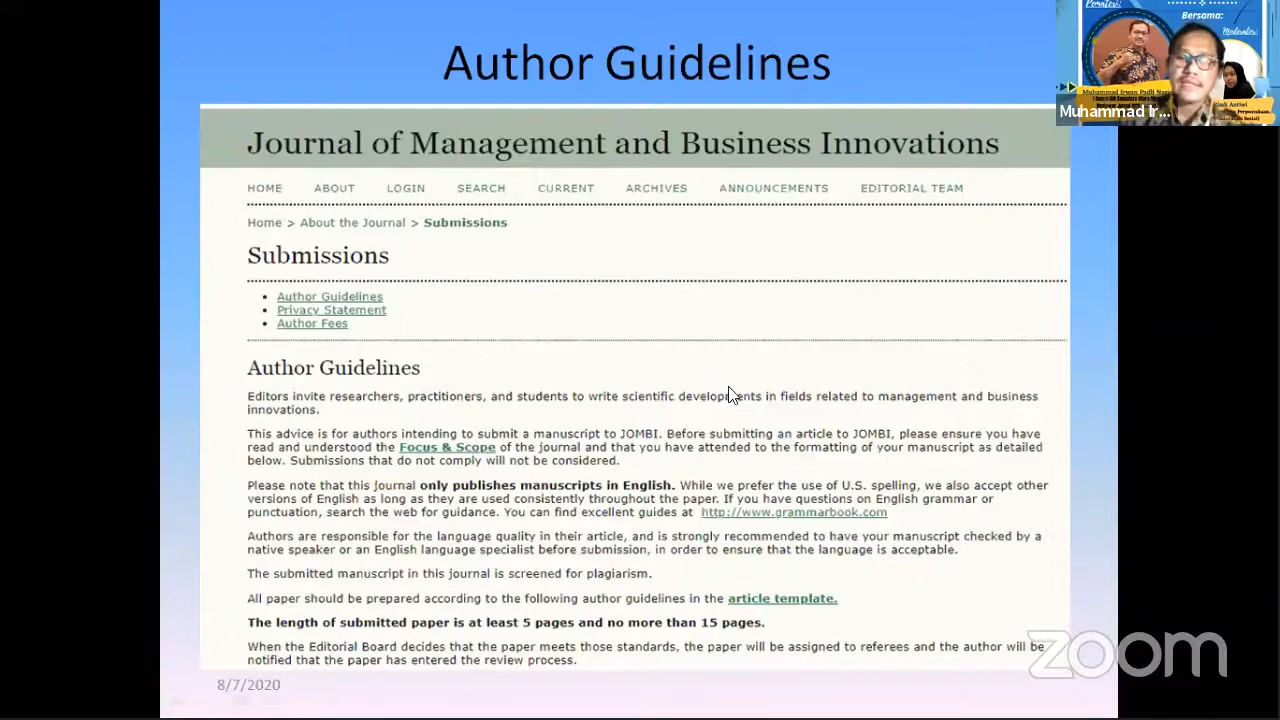 Author Guidelines
Journal of Management and Business Innovations
HOME ABOUT LOGIN SEARCH CURRENT ARCHIVES ANNOUNCEMENTS EDITORIAL TEAM
Home > About the Journal > Submissions
Submissions
Author Guidelines
Privacy Statement
Author Fees
Author Guidelines
Editors invite researchers, practitioners, and students to write scientific developments in fields related to management and business
innovations.
This advice is for authors intending to submit a manuscript to JOMBI. Before submitting an article to JOMBI, please ensure you have
read and understood the Focus & Scope of the journal and that you have attended to the formatting of your manuscript as detailed
below. Submissions that do not comply will not be considered.
Please note that this journal only publishes manuscripts in English. While we prefer the use of U.S. spelling, we also accept other
versions of English as long as they are used consistently throughout the paper. If you have questions on English grammar or
punctuation, search the web for guidance. You can find excellent guides at http://www.grammarbook.com
Authors are responsible for the language quality in their article, and is strongly recommended to have your manuscript checked by a
native speaker or an English language specialist before submission, in order to ensure that the language is acceptable.
The submitted manuscript in this journal is screened for plagiarism.
All paper should be prepared according to the following author guidelines in the article template.
The length of submitted paper is at least 5 pages and no more than 15 pages.
When the Editorial Board decides that the paper meets those standards, the paper will be assigned to referees and the author will be
notified that the paper has entered the review process.
8/7/2020
Bersama:
Muhammad Irwan Padli
Muhammad Ir...
zoom